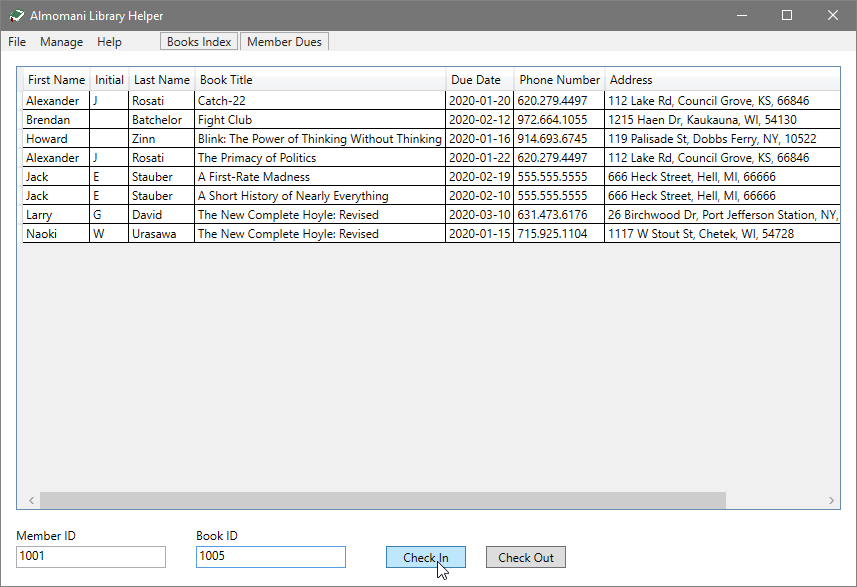 Almomani Library Helper
File Manage Help Books Index Member Dues
First Name Initial Last Name Book Title Due Date Phone Number Address
Alexander J Rosati Catch-22 2020-01-20 620.279.4497 112 Lake Rd, Council Grove, KS, 66846
Brendan Batchelor Fight Club 2020-02-12 972.664.1055 1215 Haen Dr, Kaukauna, WI, 54130
Howard Zinn Blink: The Power of Thinking Without Thinking 2020-01-16 914.693.6745 119 Palisade St, Dobbs Ferry, NY, 10522
Alexander J Rosati The Primacy of Politics 2020-01-22 620.279.4497 112 Lake Rd, Council Grove, KS, 66846
Jack E Stauber A First-Rate Madness 2020-02-19 555.555.5555 666 Heck Street, Hell, MI, 66666
Jack E Stauber A Short History of Nearly Everything 2020-02-10 555.555.5555 666 Heck Street, Hell, MI, 66666
Larry G David The New Complete Hoyle: Revised 2020-03-10 631.473.6176 26 Birchwood Dr, Port Jefferson Station, NY,
Naoki W Urasawa The New Complete Hoyle: Revised 2020-01-15 715.925.1104 1117 W Stout St, Chetek, WI, 54728
Member ID Book ID
1001 1005 Check In Check Out